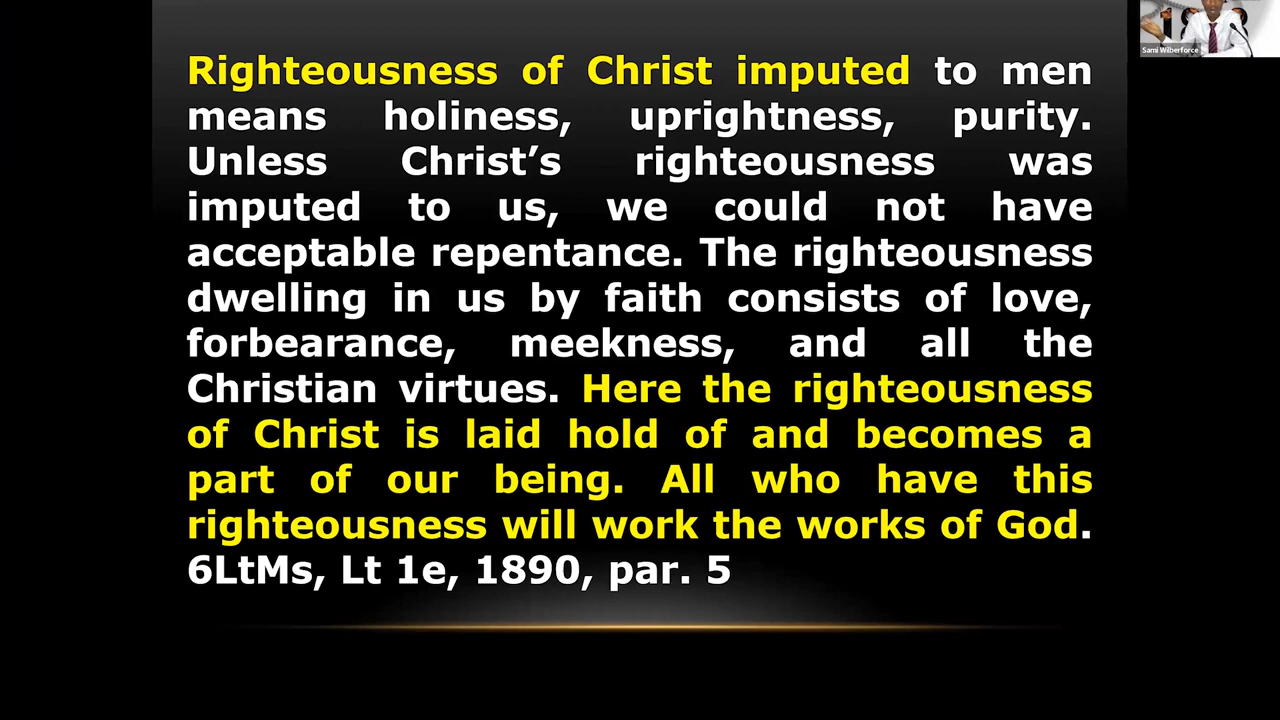 Righteousness of Christ imputed to men
means holiness, uprightness, purity.
Unless Christ’s righteousness was
imputed to us, we could not have
acceptable repentance. The righteousness
dwelling in us by faith consists of love,
forbearance, meekness, and all the
Christian virtues. Here the righteousness
of Christ is laid hold of and becomes a
part of our being. All who have this
righteousness will work the works of God.
6LtMs, Lt 1e, 1890, par. 5
Sami Wilberforce